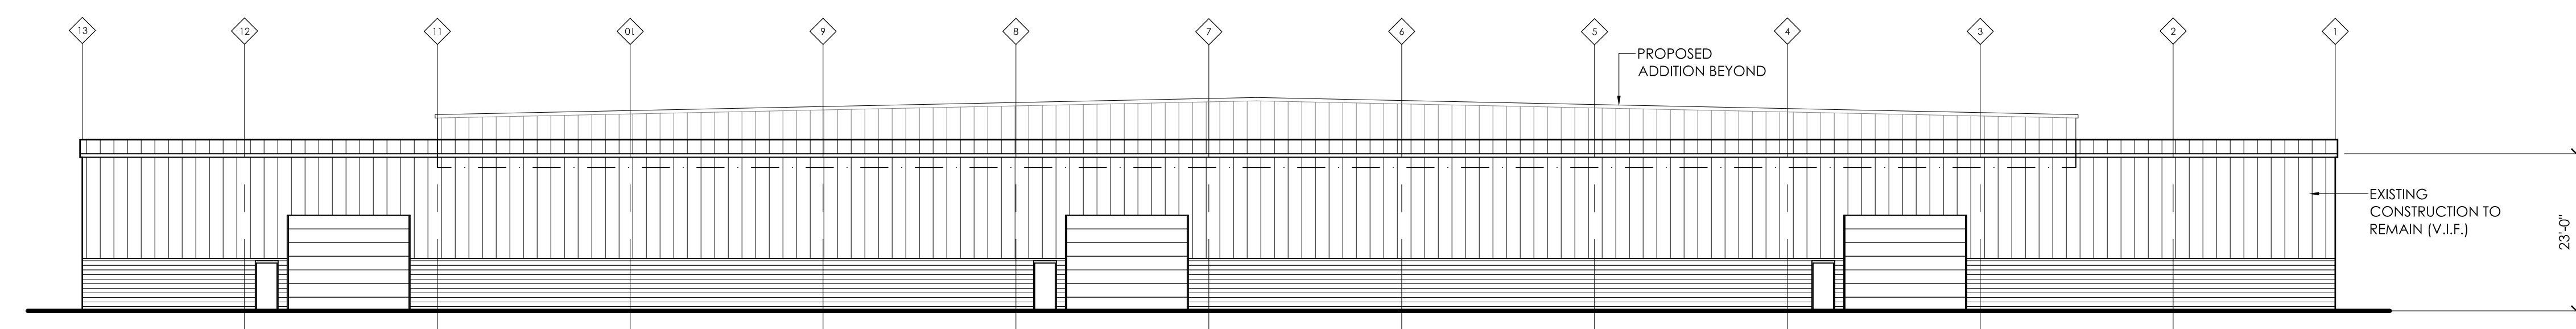 13
12
11
10
9
8
7
6
5
4
3
2
1
PROPOSED
ADDITION BEYOND
EXISTING
CONSTRUCTION TO
REMAIN (V.I.F.)
23'-0"